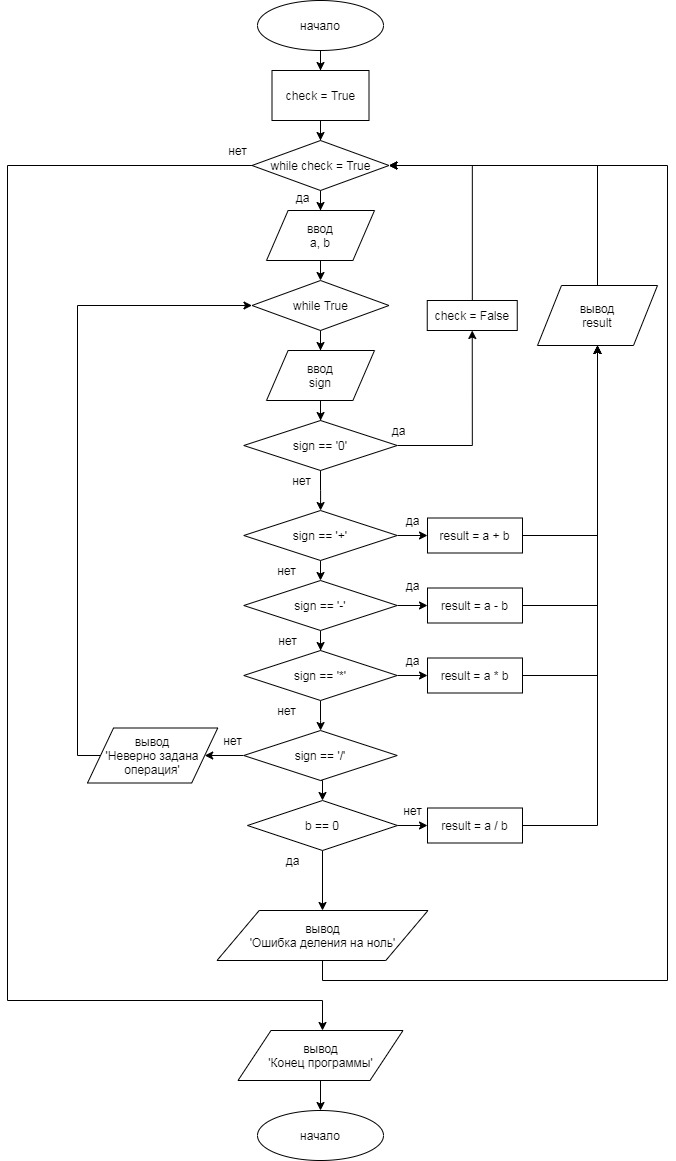 начало
check = True
нет
while check = True
да
ввод
a, b
while True
check = False
вывод
result
ввод
sign
да
sign == '0'
нет
да
sign == '+'
result = a + b
нет
да
sign == '-'
result = a - b
нет
да
sign == '*'
result = a * b
нет
вывод
'Неверно задана
операция'
нет
sign == '/'
b == 0
нет
result = a / b
да
вывод
'Ошибка деления на ноль'
вывод
'Конец программы'
начало